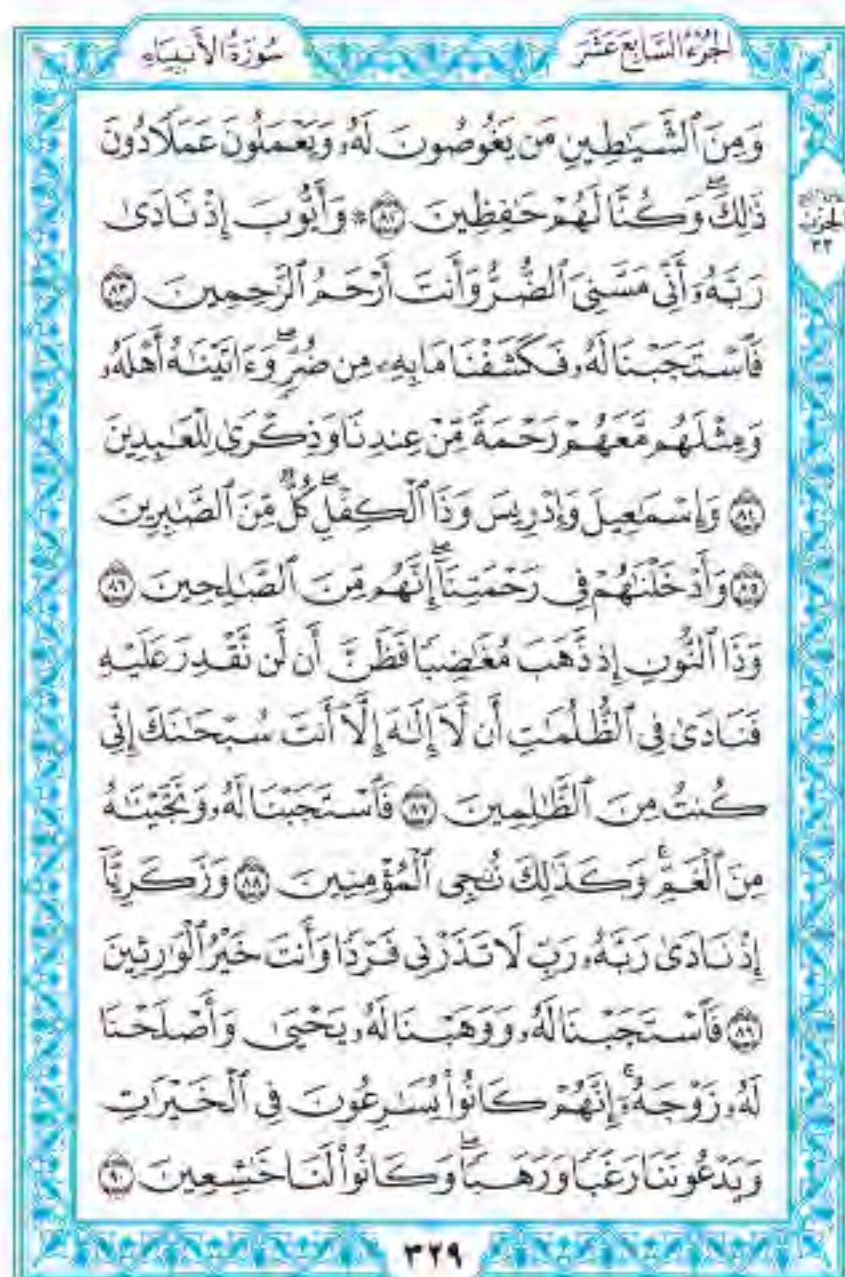 الجزء السابع عشر
سورة الأنبياء
وَمِنَ ٱلشَّيَـٰطِينِ مَن يَغُوصُونَ لَهُۥ وَيَعْمَلُونَ عَمَلًا دُونَ
ذَٰلِكَۖ وَكُنَّا لَهُمْ حَـٰفِظِينَ ۝٨٢ ۞ وَأَيُّوبَ إِذْ نَادَىٰ
رَبَّهُۥٓ أَنِّى مَسَّنِىَ ٱلضُّرُّ وَأَنتَ أَرْحَمُ ٱلرَّٰحِمِينَ ۝٨٣
فَٱسْتَجَبْنَا لَهُۥ فَكَشَفْنَا مَا بِهِۦ مِن ضُرٍّۖ وَءَاتَيْنَـٰهُ أَهْلَهُۥ
وَمِثْلَهُم مَّعَهُمْ رَحْمَةً مِّنْ عِندِنَا وَذِكْرَىٰ لِلْعَـٰبِدِينَ
۝٨٤ وَإِسْمَـٰعِيلَ وَإِدْرِيسَ وَذَا ٱلْكِفْلِۖ كُلٌّ مِّنَ ٱلصَّـٰبِرِينَ
۝٨٥ وَأَدْخَلْنَـٰهُمْ فِى رَحْمَتِنَآۖ إِنَّهُم مِّنَ ٱلصَّـٰلِحِينَ ۝٨٦
وَذَا ٱلنُّونِ إِذ ذَّهَبَ مُغَـٰضِبًا فَظَنَّ أَن لَّن نَّقْدِرَ عَلَيْهِ
فَنَادَىٰ فِى ٱلظُّلُمَـٰتِ أَن لَّآ إِلَـٰهَ إِلَّآ أَنتَ سُبْحَـٰنَكَ إِنِّى
كُنتُ مِنَ ٱلظَّـٰلِمِينَ ۝٨٧ فَٱسْتَجَبْنَا لَهُۥ وَنَجَّيْنَـٰهُ
مِنَ ٱلْغَمِّۚ وَكَذَٰلِكَ نُـۨجِى ٱلْمُؤْمِنِينَ ۝٨٨ وَزَكَرِيَّآ
إِذْ نَادَىٰ رَبَّهُۥ رَبِّ لَا تَذَرْنِى فَرْدًا وَأَنتَ خَيْرُ ٱلْوَٰرِثِينَ
۝٨٩ فَٱسْتَجَبْنَا لَهُۥ وَوَهَبْنَا لَهُۥ يَحْيَىٰ وَأَصْلَحْنَا
لَهُۥ زَوْجَهُۥٓۚ إِنَّهُمْ كَانُوا۟ يُسَـٰرِعُونَ فِى ٱلْخَيْرَٰتِ
وَيَدْعُونَنَا رَغَبًا وَرَهَبًاۖ وَكَانُوا۟ لَنَا خَـٰشِعِينَ ۝٩٠
الحزب
٣٣
٣٢٩